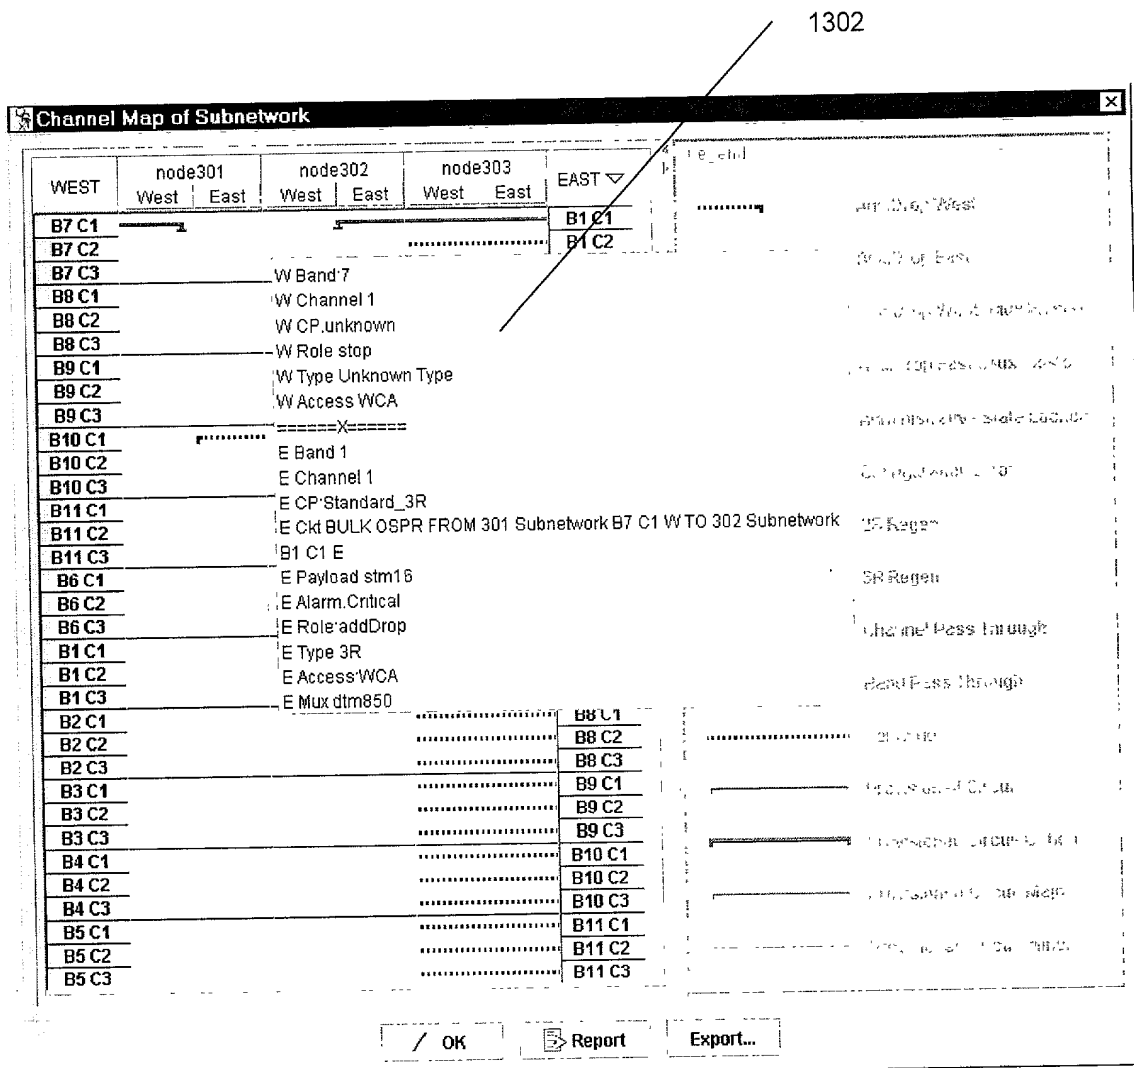 1302
Channel Map of Subnetwork
WEST node301 node302 node303 EAST
West East West East West East
B7 C1 B1 C1
B7 C2 B1 C2
B7 C3
B8 C1
B8 C2
B8 C3
B9 C1
B9 C2
B9 C3
B10 C1
B10 C2
B10 C3
B11 C1
B11 C2
B11 C3
B6 C1
B6 C2
B6 C3
B1 C1
B1 C2
B1 C3
B2 C1 B8 C1
B2 C2 B8 C2
B2 C3 B8 C3
B3 C1 B9 C1
B3 C2 B9 C2
B3 C3 B9 C3
B4 C1 B10 C1
B4 C2 B10 C2
B4 C3 B10 C3
B5 C1 B11 C1
B5 C2 B11 C2
B5 C3 B11 C3
W Band:7
W Channel 1
W CP.unknown
W Role stop
W Type Unknown Type
W Access WCA
======X======
E Band 1
E Channel 1
E CP:Standard_3R
E Ckt BULK OSPR FROM 301 Subnetwork B7 C1 W TO 302 Subnetwork
B1 C1 E
E Payload stm16
E Alarm.Critical
E Role:addDrop
E Type 3R
E Access:WCA
E Mux dtm850
West
East
Regen
3R Regen
Channel Pass Through
Band Pass Through
OK Report Export...